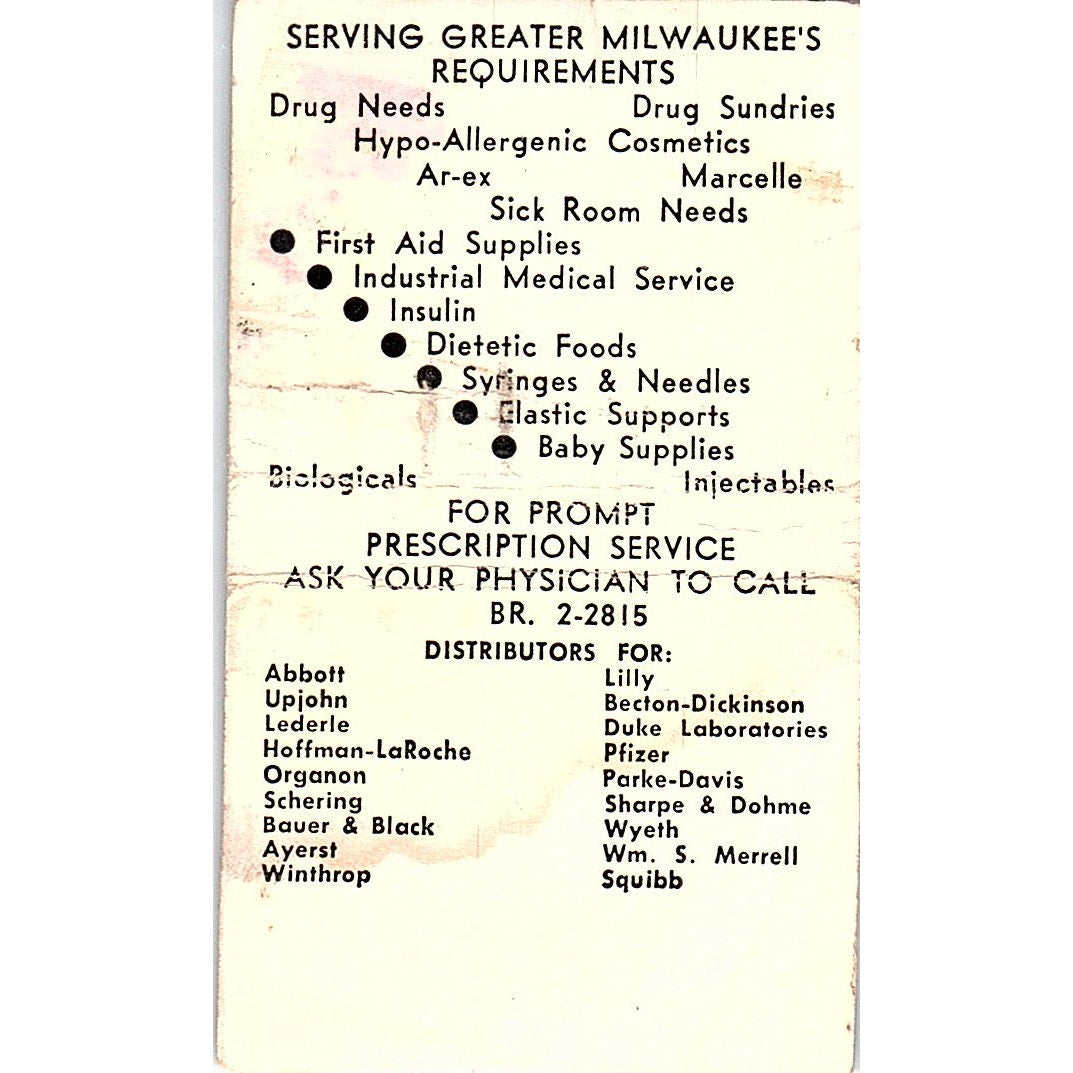 SERVING GREATER MILWAUKEE'S
REQUIREMENTS
Drug Needs Drug Sundries
Hypo-Allergenic Cosmetics
Ar-ex Marcelle
Sick Room Needs
● First Aid Supplies
● Industrial Medical Service
● Insulin
● Dietetic Foods
● Syringes & Needles
● Elastic Supports
● Baby Supplies
Biologicals Injectables
FOR PROMPT
PRESCRIPTION SERVICE
ASK YOUR PHYSICIAN TO CALL
BR. 2-2815
DISTRIBUTORS FOR:
Abbott Lilly
Upjohn Becton-Dickinson
Lederle Duke Laboratories
Hoffman-LaRoche Pfizer
Organon Parke-Davis
Schering Sharpe & Dohme
Bauer & Black Wyeth
Ayerst Wm. S. Merrell
Winthrop Squibb